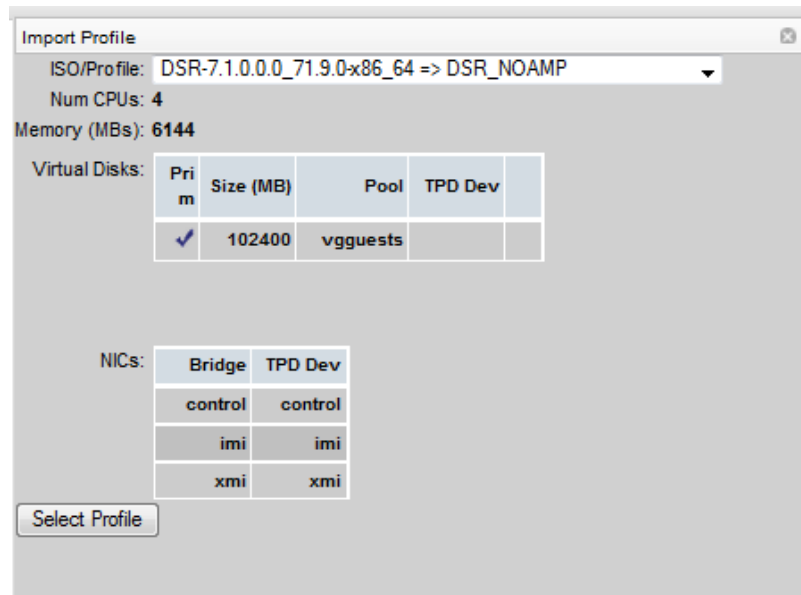 Import Profile
ISO/Profile: DSR-7.1.0.0.0_71.9.0-x86_64 => DSR_NOAMP
Num CPUs: 4
Memory (MBs): 6144
Virtual Disks:
Pri
m Size (MB) Pool TPD Dev
102400 vgguests
NICs:
Bridge TPD Dev
control control
imi imi
xmi xmi
Select Profile